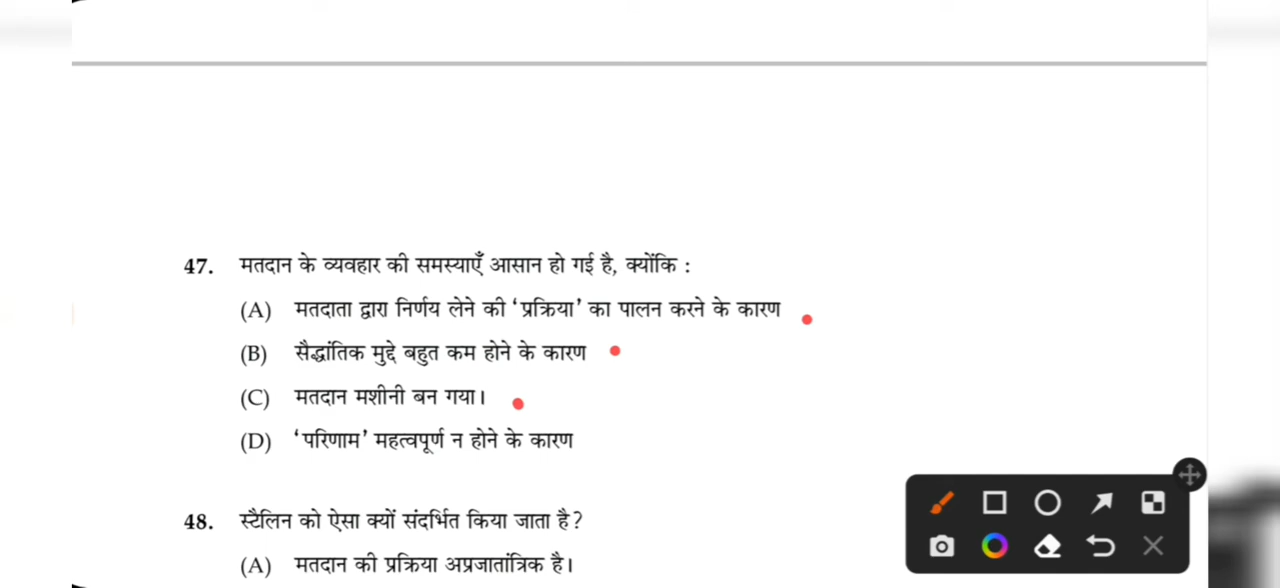 47. मतदान के व्यवहार की समस्याएँ आसान हो गई है, क्योंकि :
(A) मतदाता द्वारा निर्णय लेने की ‘प्रक्रिया’ का पालन करने के कारण
(B) सैद्धांतिक मुद्दे बहुत कम होने के कारण
(C) मतदान मशीनी बन गया।
(D) ‘परिणाम’ महत्वपूर्ण न होने के कारण
48. स्टैलिन को ऐसा क्यों संदर्भित किया जाता है?
(A) मतदान की प्रक्रिया अप्रजातांत्रिक है।